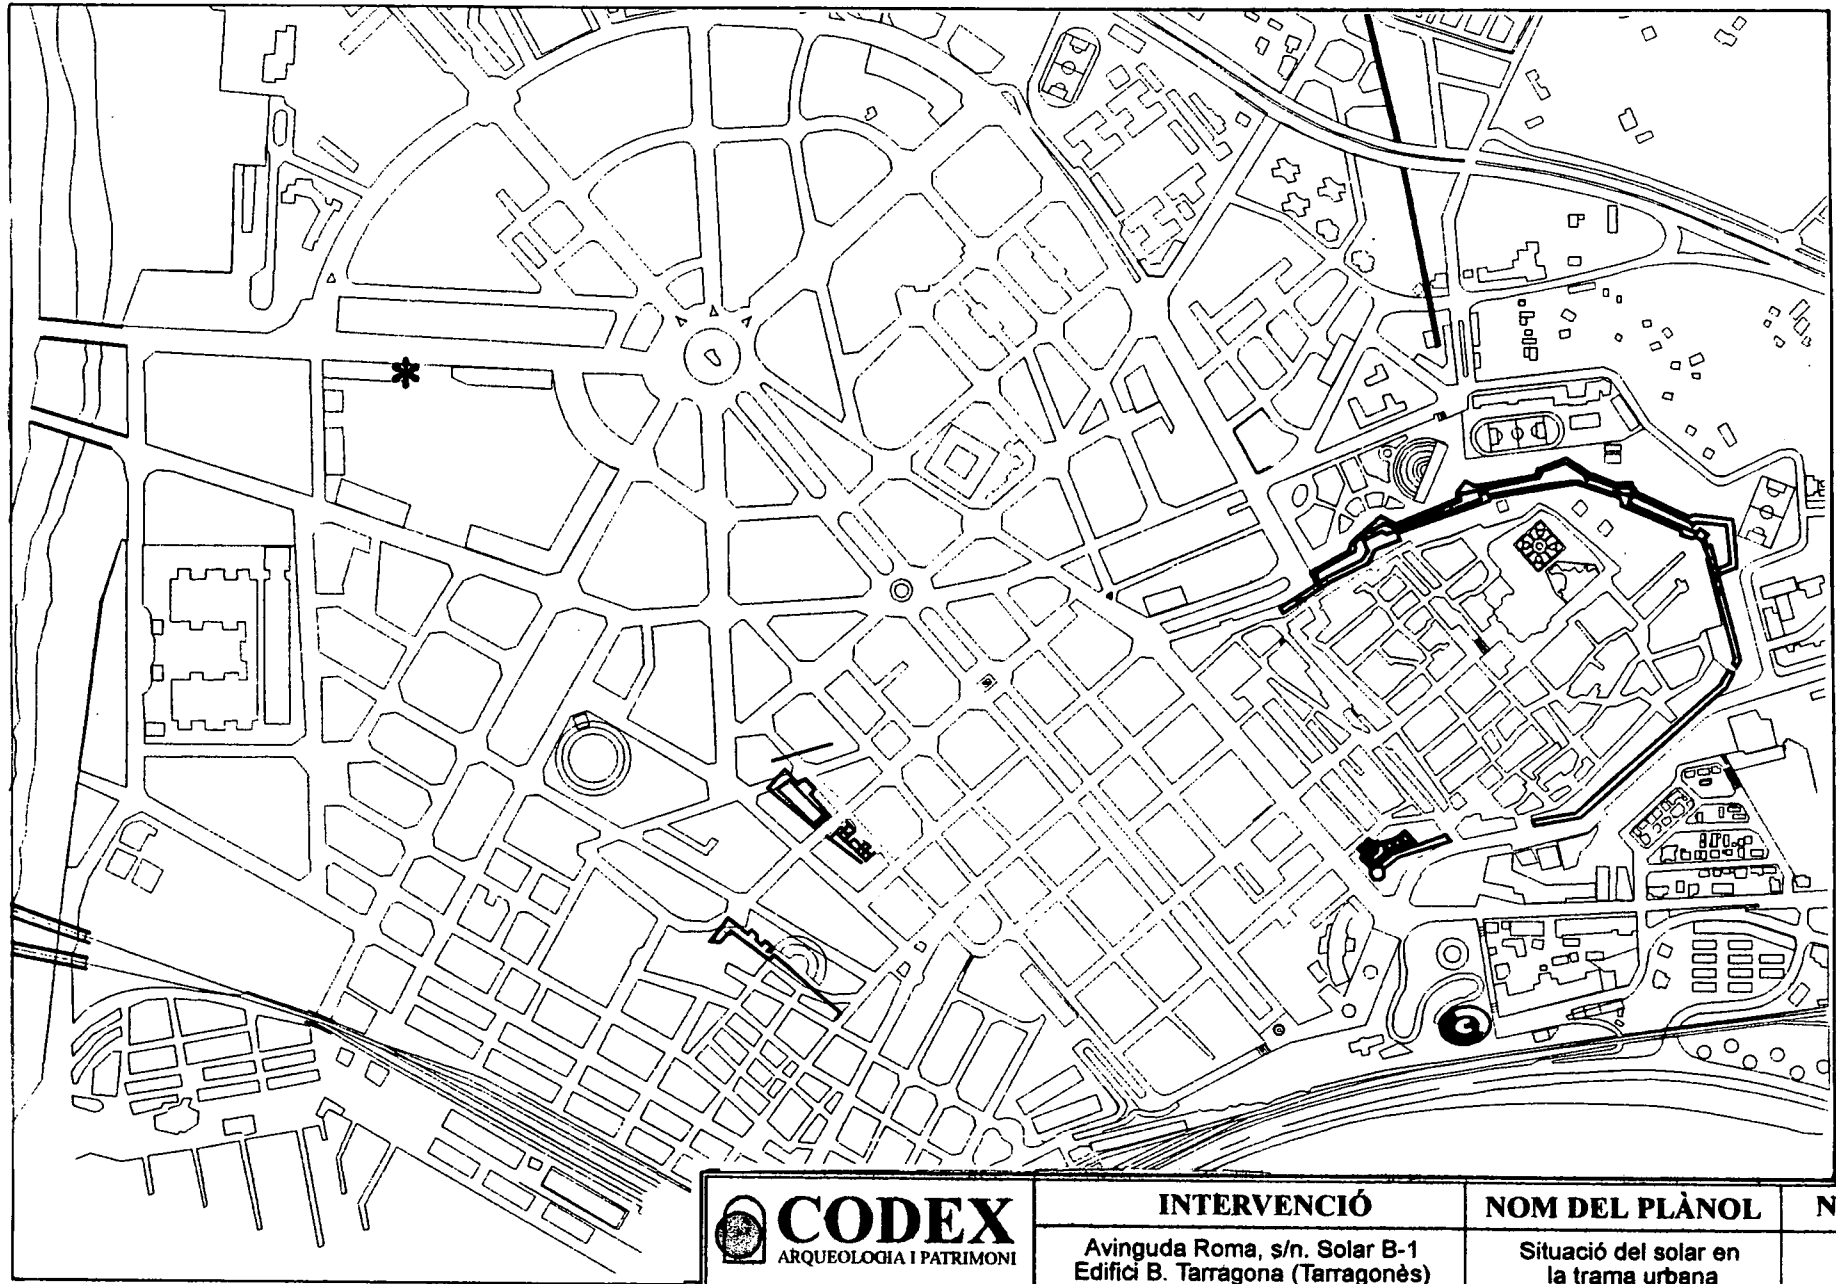 CODEX
ARQUEOLOGIA I PATRIMONI
INTERVENCIÓ
Avinguda Roma, s/n. Solar B-1
Edifici B. Tarragona (Tarragonès)
NOM DEL PLÀNOL
Situació del solar en
la trama urbana
N